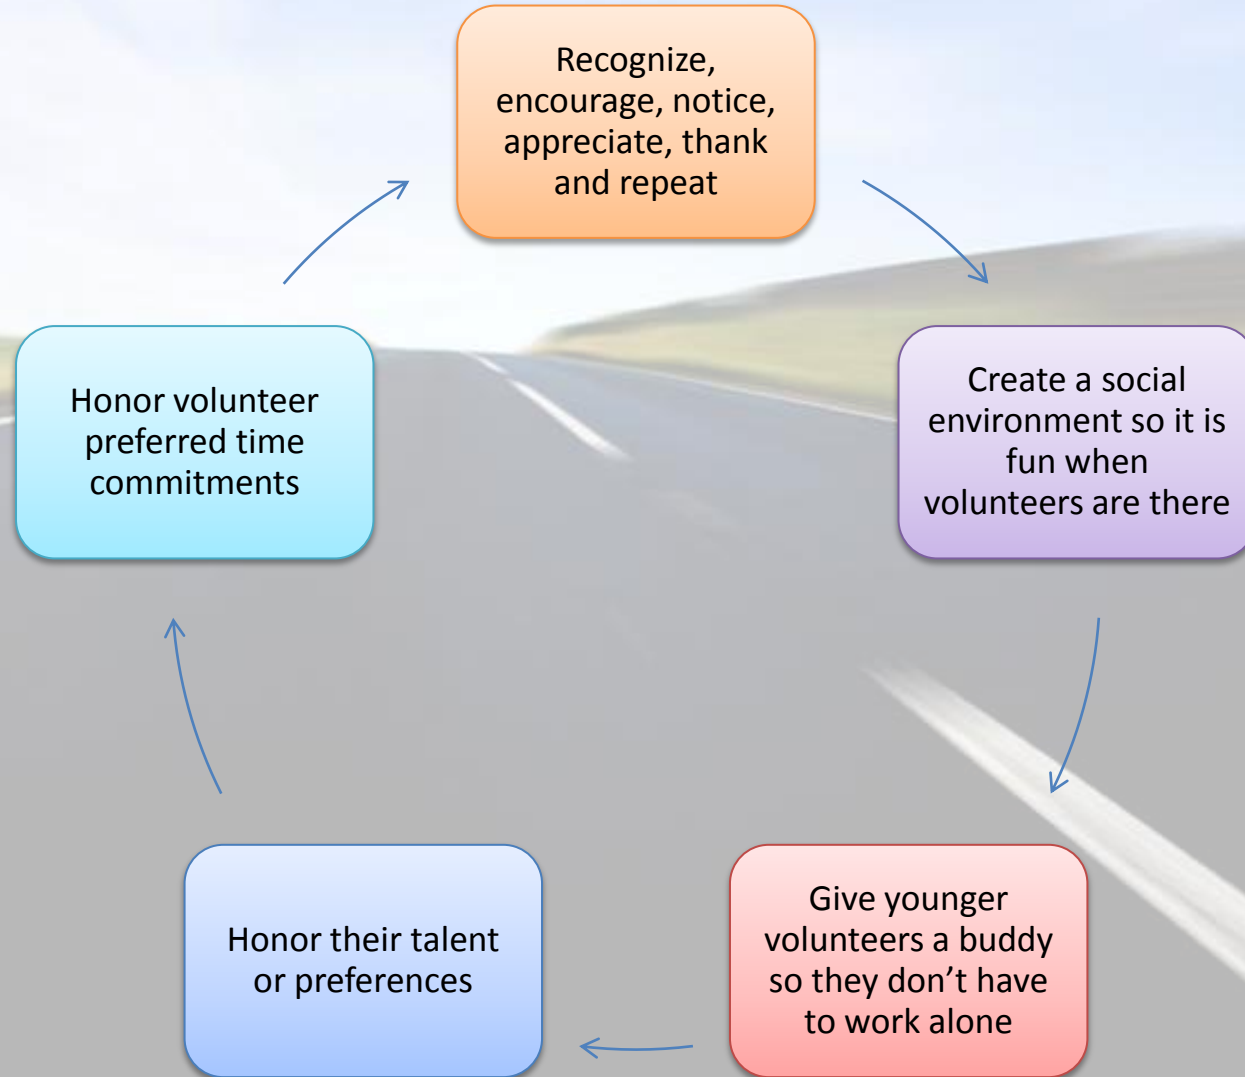 Recognize,
encourage, notice,
appreciate, thank
and repeat
Create a social
environment so it is
fun when
volunteers are there
Give younger
volunteers a buddy
so they don’t have
to work alone
Honor their talent
or preferences
Honor volunteer
preferred time
commitments